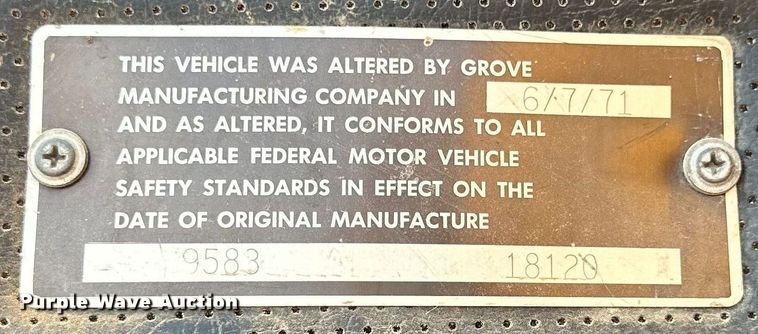 THIS VEHICLE WAS ALTERED BY GROVE
MANUFACTURING COMPANY IN 6/7/71
AND AS ALTERED, IT CONFORMS TO ALL
APPLICABLE FEDERAL MOTOR VEHICLE
SAFETY STANDARDS IN EFFECT ON THE
DATE OF ORIGINAL MANUFACTURE
9583 18120
Purple Wave Auction